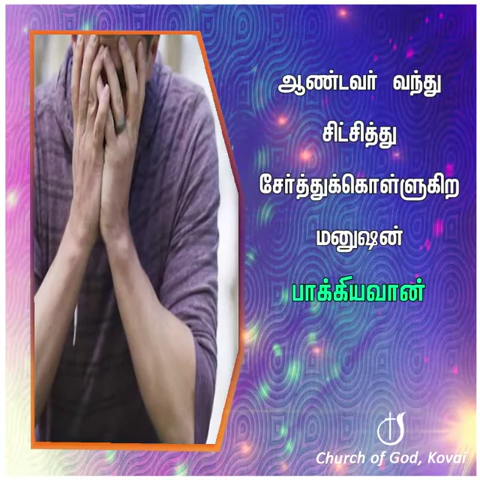 ஆண்டவர் வந்து
சிட்சித்து
சேர்த்துக்கொள்ளுகிற
மனுஷன்
பாக்கியவான்
Church of God, Kovai